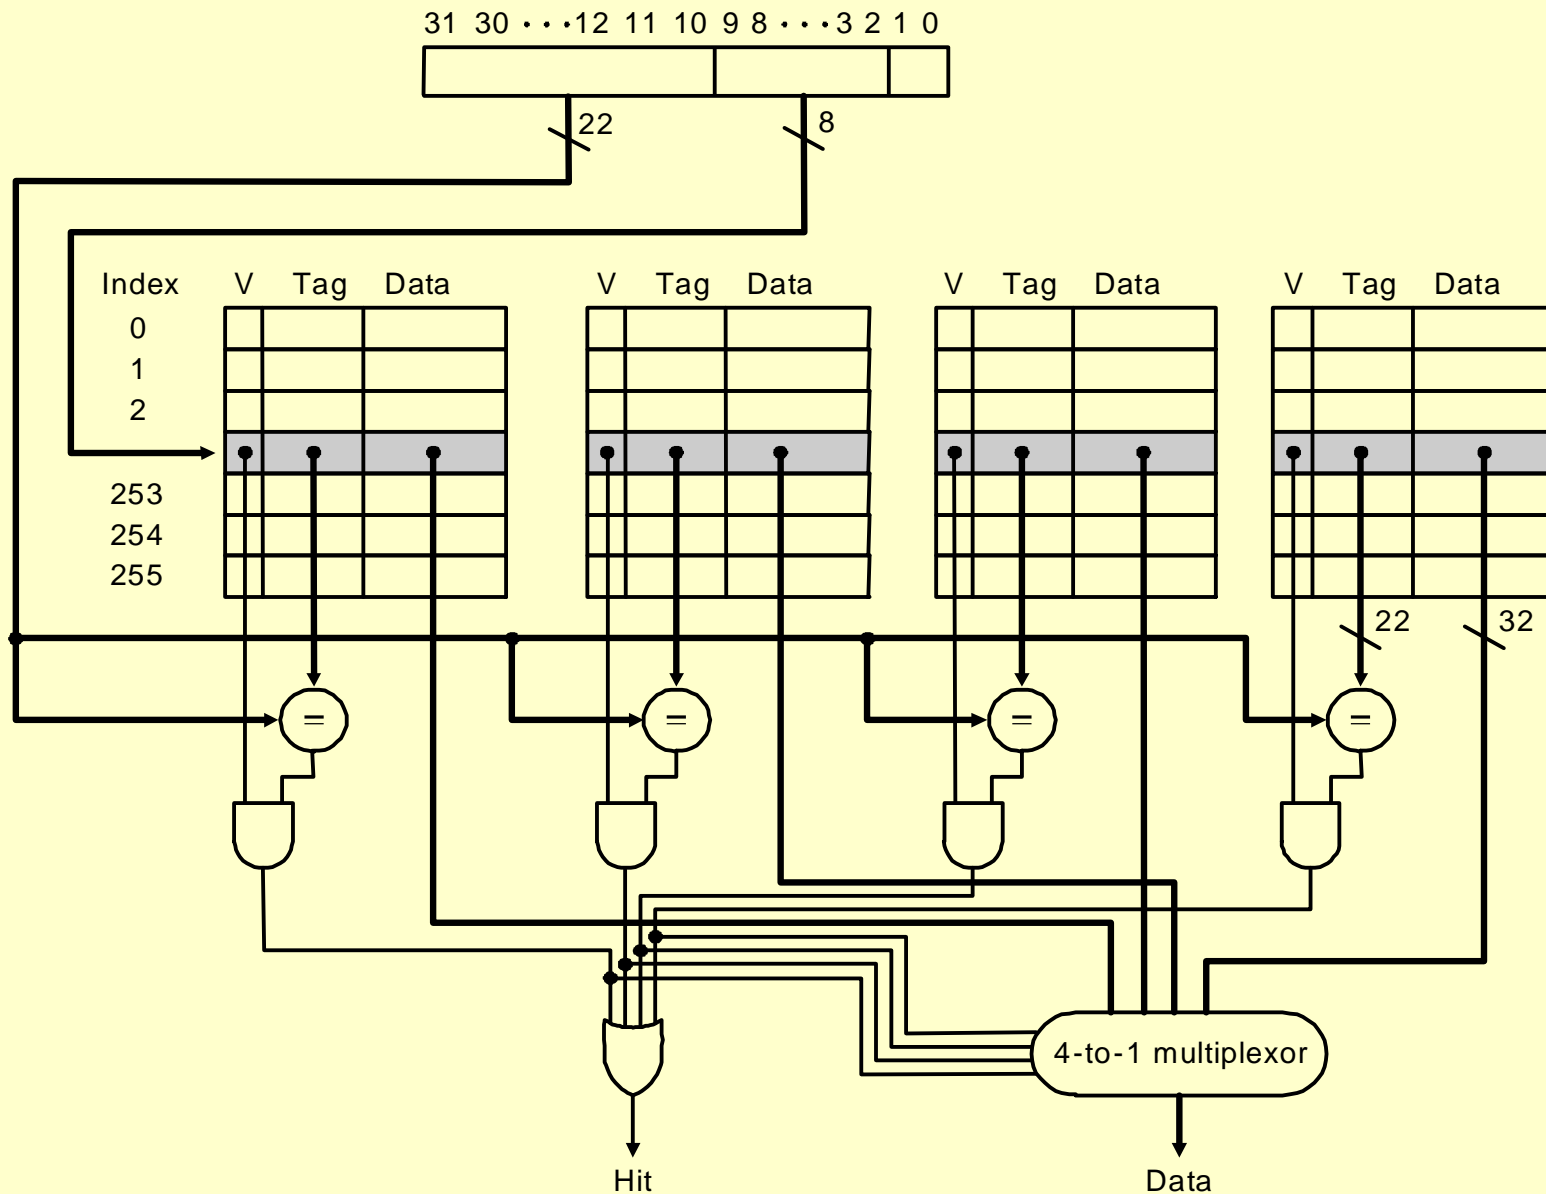 31 30 ···12 11 10 9 8 ···3 2 1 0
22 8
Index V Tag Data V Tag Data V Tag Data V Tag Data
0
1
2
253
254
255
22 32
= = = =
4-to-1 multiplexor
Hit Data